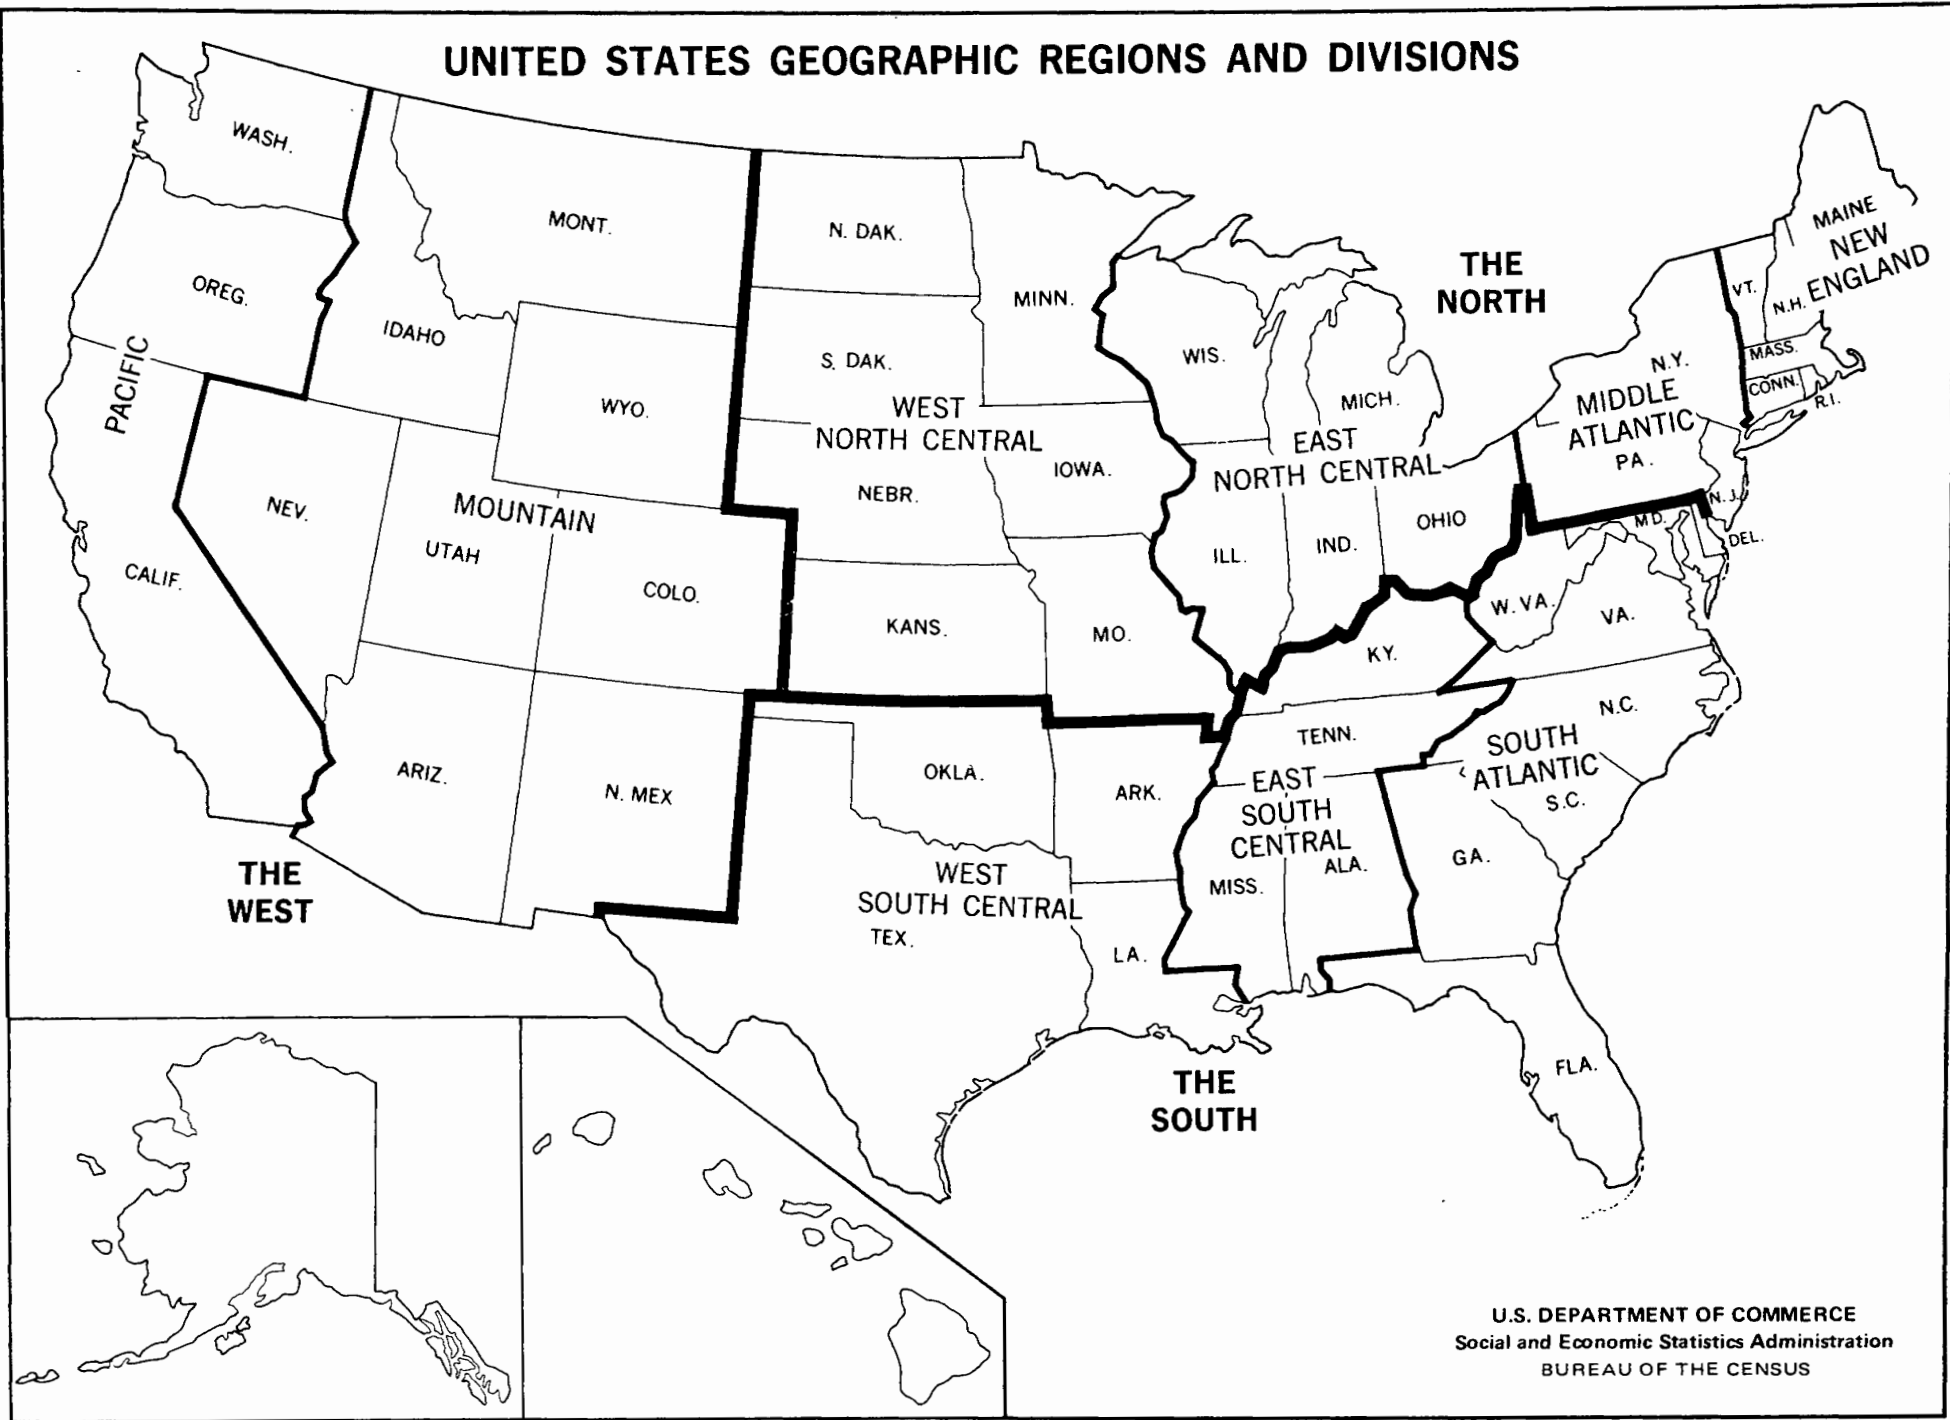 UNITED STATES GEOGRAPHIC REGIONS AND DIVISIONS
WASH.
MONT.
N. DAK.
MINN.
OREG.
IDAHO
PACIFIC
WYO.
S. DAK.
WEST
NORTH CENTRAL
NEBR.
IOWA.
WIS.
MICH.
EAST
NORTH CENTRAL
THE
NORTH
MAINE
NEW
ENGLAND
VT.
N.H.
MASS.
CONN.
R.I.
N.Y.
MIDDLE
ATLANTIC
PA.
N.J.
MD.
DEL.
NEV.
MOUNTAIN
UTAH
COLO.
CALIF.
KANS.
MO.
ILL.
IND.
OHIO
W. VA.
VA.
KY.
N.C.
TENN.
SOUTH
ATLANTIC
S.C.
ARIZ.
N. MEX
OKLA.
ARK.
EAST
SOUTH
CENTRAL
MISS.
ALA.
GA.
THE
WEST
WEST
SOUTH CENTRAL
TEX.
LA.
FLA.
THE
SOUTH
U.S. DEPARTMENT OF COMMERCE
Social and Economic Statistics Administration
BUREAU OF THE CENSUS